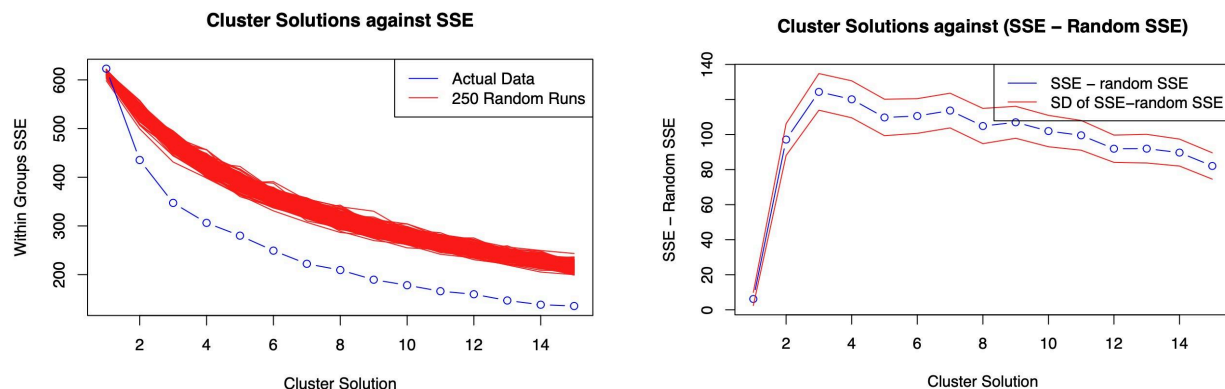 Cluster Solutions against SSE
Within Groups SSE
600
500
400
300
200
Actual Data
250 Random Runs
2 4 6 8 10 12 14
Cluster Solution
Cluster Solutions against (SSE − Random SSE)
SSE − Random SSE
140
100
80
60
40
20
0
SSE − random SSE
SD of SSE−random SSE
2 4 6 8 10 12 14
Cluster Solution